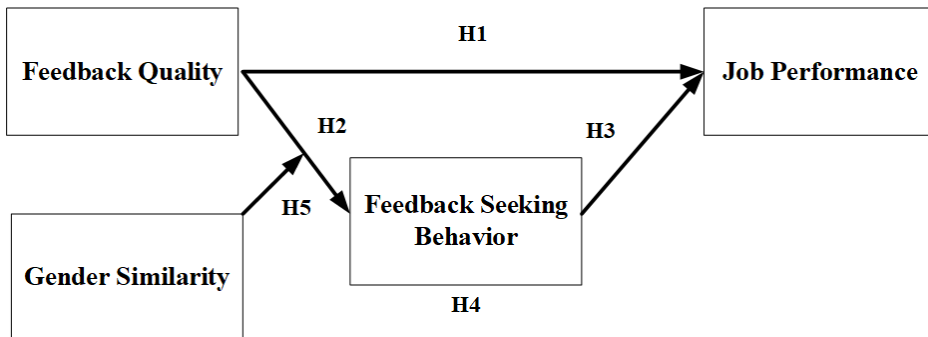 H1
Feedback Quality
Job Performance
H2
H3
Feedback Seeking
Behavior
H5
Gender Similarity
H4